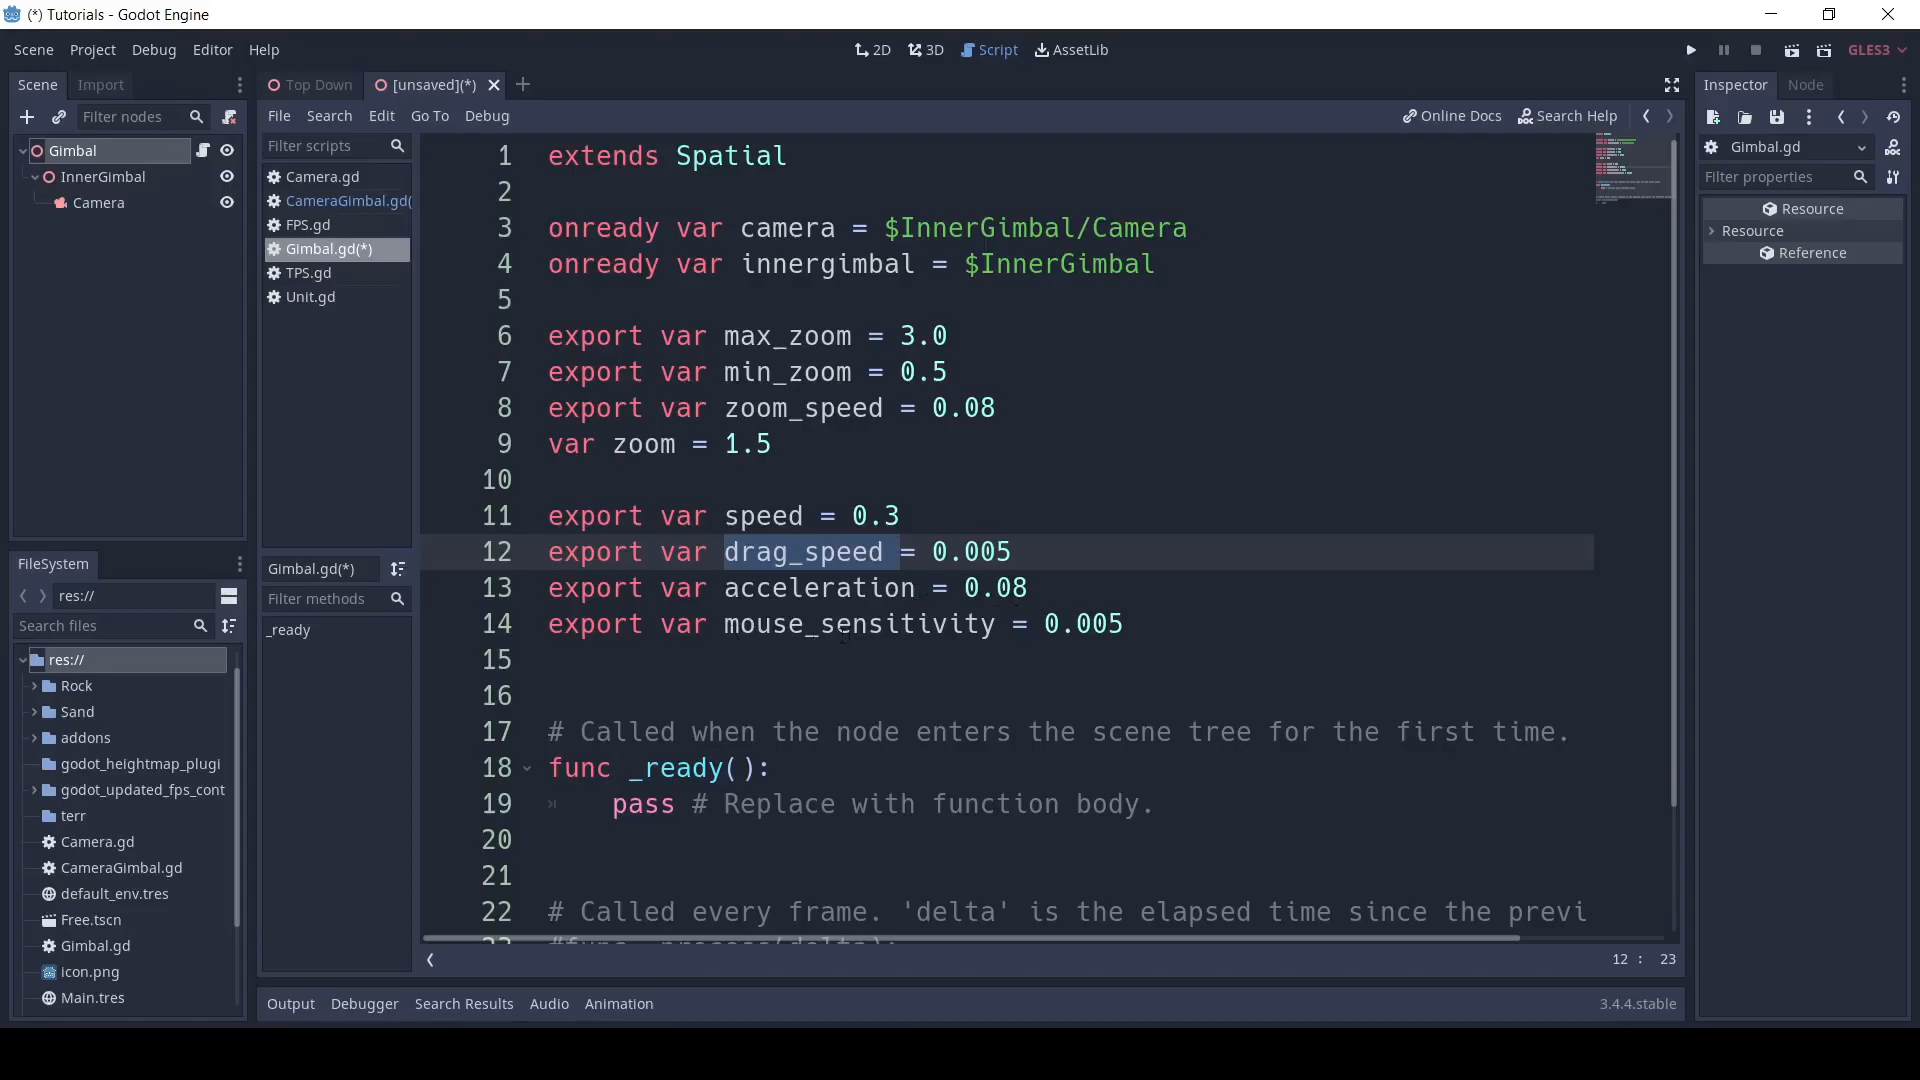 (*) Tutorials - Godot Engine
Scene Project Debug Editor Help
2D 3D Script AssetLib
GLES3
Scene Import
Filter nodes
Gimbal
InnerGimbal
Camera
FileSystem
res://
Search files
res://
Rock
Sand
addons
godot_heightmap_plugi
godot_updated_fps_cont
terr
Camera.gd
CameraGimbal.gd
default_env.tres
Free.tscn
Gimbal.gd
icon.png
Main.tres
Top Down [unsaved](*)
File Search Edit Go To Debug
Online Docs Search Help
Filter scripts
Camera.gd
CameraGimbal.gd(
FPS.gd
Gimbal.gd(*)
TPS.gd
Unit.gd
Gimbal.gd(*)
Filter methods
_ready
1 extends Spatial
2
3 onready var camera = $InnerGimbal/Camera
4 onready var innergimbal = $InnerGimbal
5
6 export var max_zoom = 3.0
7 export var min_zoom = 0.5
8 export var zoom_speed = 0.08
9 var zoom = 1.5
10
11 export var speed = 0.3
12 export var drag_speed = 0.005
13 export var acceleration = 0.08
14 export var mouse_sensitivity = 0.005
15
16
17 # Called when the node enters the scene tree for the first time.
18 func _ready():
19 pass # Replace with function body.
20
21
22 # Called every frame. 'delta' is the elapsed time since the previ
23 #func _process(delta):
12 : 23
Output Debugger Search Results Audio Animation
3.4.4.stable
Inspector Node
Gimbal.gd
Filter properties
Resource
Resource
Reference